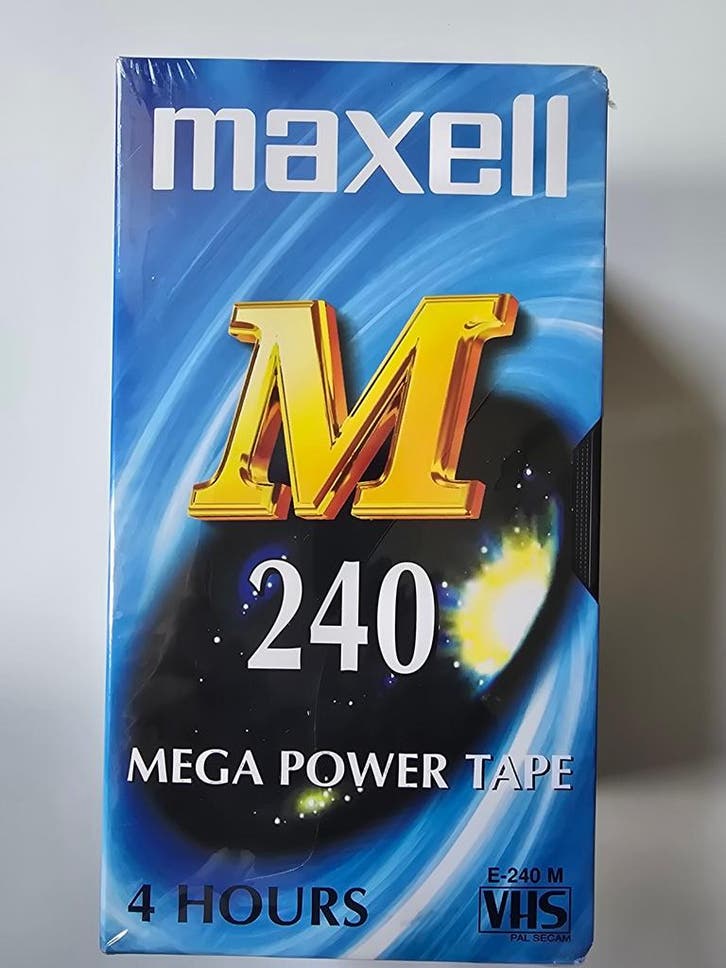 maxell
M
240
MEGA POWER TAPE
4 HOURS
E-240 M
VHS
PAL SECAM